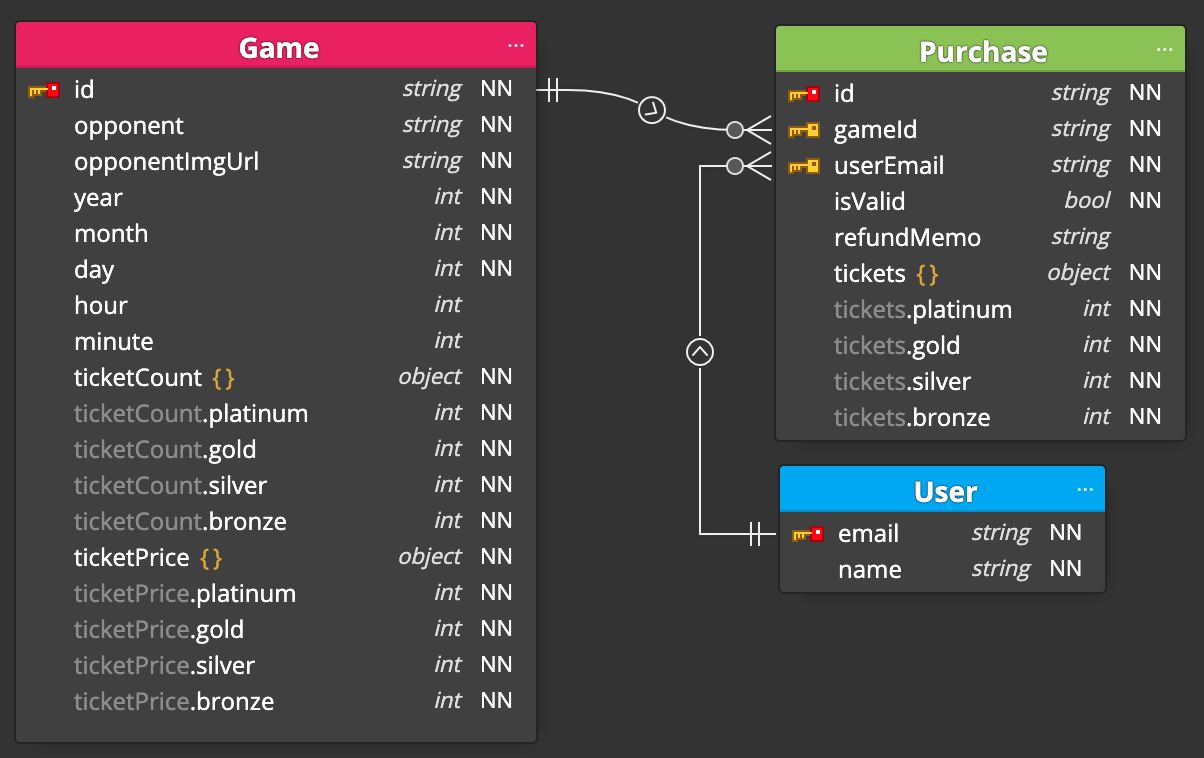 Game ...
id string NN
opponent string NN
opponentImgUrl string NN
year int NN
month int NN
day int NN
hour int
minute int
ticketCount {} object NN
ticketCount.platinum int NN
ticketCount.gold int NN
ticketCount.silver int NN
ticketCount.bronze int NN
ticketPrice {} object NN
ticketPrice.platinum int NN
ticketPrice.gold int NN
ticketPrice.silver int NN
ticketPrice.bronze int NN
Purchase ...
id string NN
gameId string NN
userEmail string NN
isValid bool NN
refundMemo string
tickets {} object NN
tickets.platinum int NN
tickets.gold int NN
tickets.silver int NN
tickets.bronze int NN
User ...
email string NN
name string NN